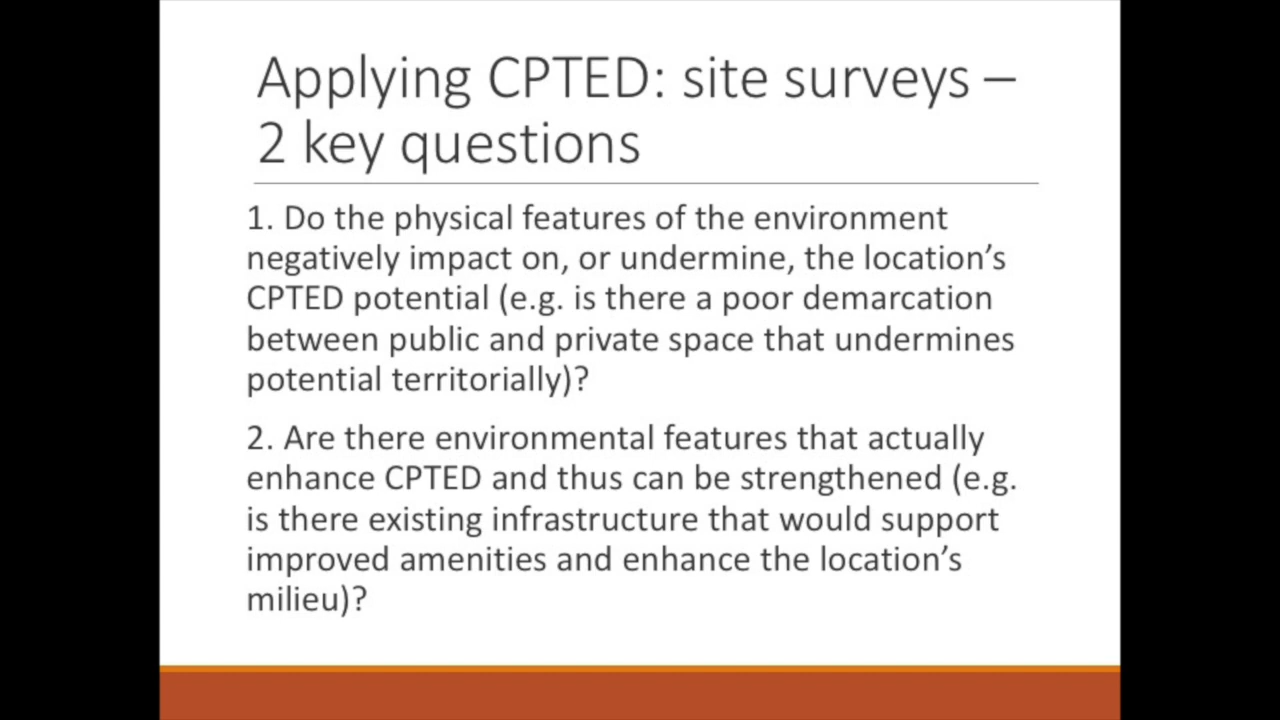 Applying CPTED: site surveys –
2 key questions
1. Do the physical features of the environment
negatively impact on, or undermine, the location’s
CPTED potential (e.g. is there a poor demarcation
between public and private space that undermines
potential territorially)?
2. Are there environmental features that actually
enhance CPTED and thus can be strengthened (e.g.
is there existing infrastructure that would support
improved amenities and enhance the location’s
milieu)?